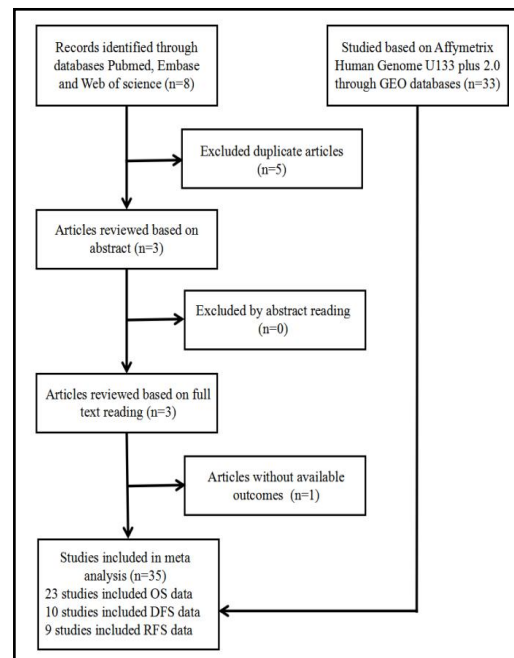 Records identified through
databases Pubmed, Embase
and Web of science (n=8)
Studied based on Affymetrix
Human Genome U133 plus 2.0
through GEO databases (n=33)
Excluded duplicate articles
(n=5)
Articles reviewed based on
abstract (n=3)
Excluded by abstract reading
(n=0)
Articles reviewed based on full
text reading (n=3)
Articles without available
outcomes (n=1)
Studies included in meta
analysis (n=35)
23 studies included OS data
10 studies included DFS data
9 studies included RFS data